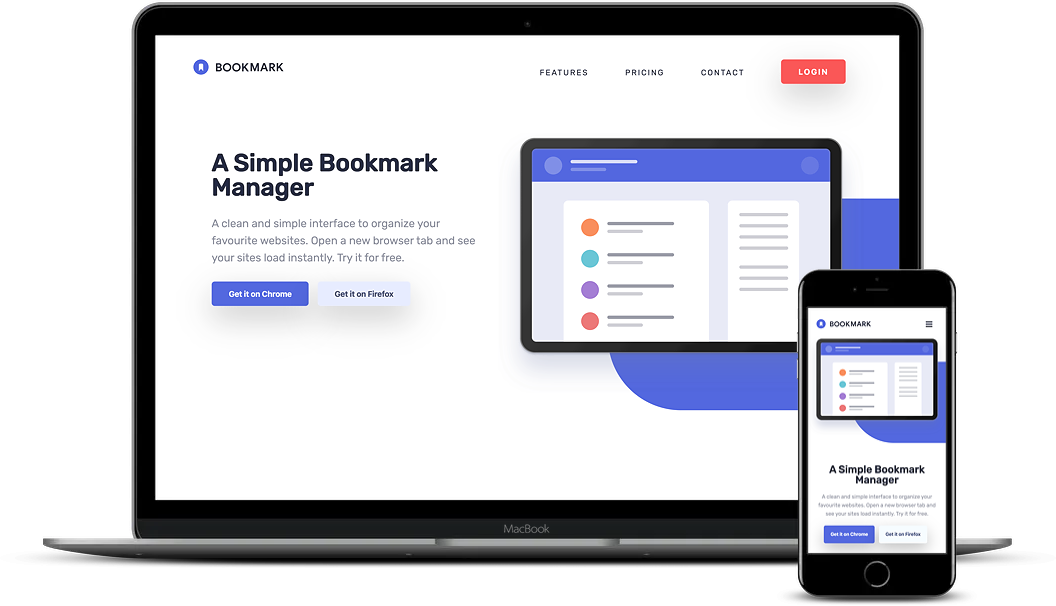 BOOKMARK
FEATURES PRICING CONTACT LOGIN
A Simple Bookmark
Manager
A clean and simple interface to organize your
favourite websites. Open a new browser tab and see
your sites load instantly. Try it for free.
Get it on Chrome Get it on Firefox
MacBook
BOOKMARK
A Simple Bookmark
Manager
A clean and simple interface to organize your
favourite websites. Open a new browser tab and
see your sites load instantly. Try it for free.
Get it on Chrome Get it on Firefox